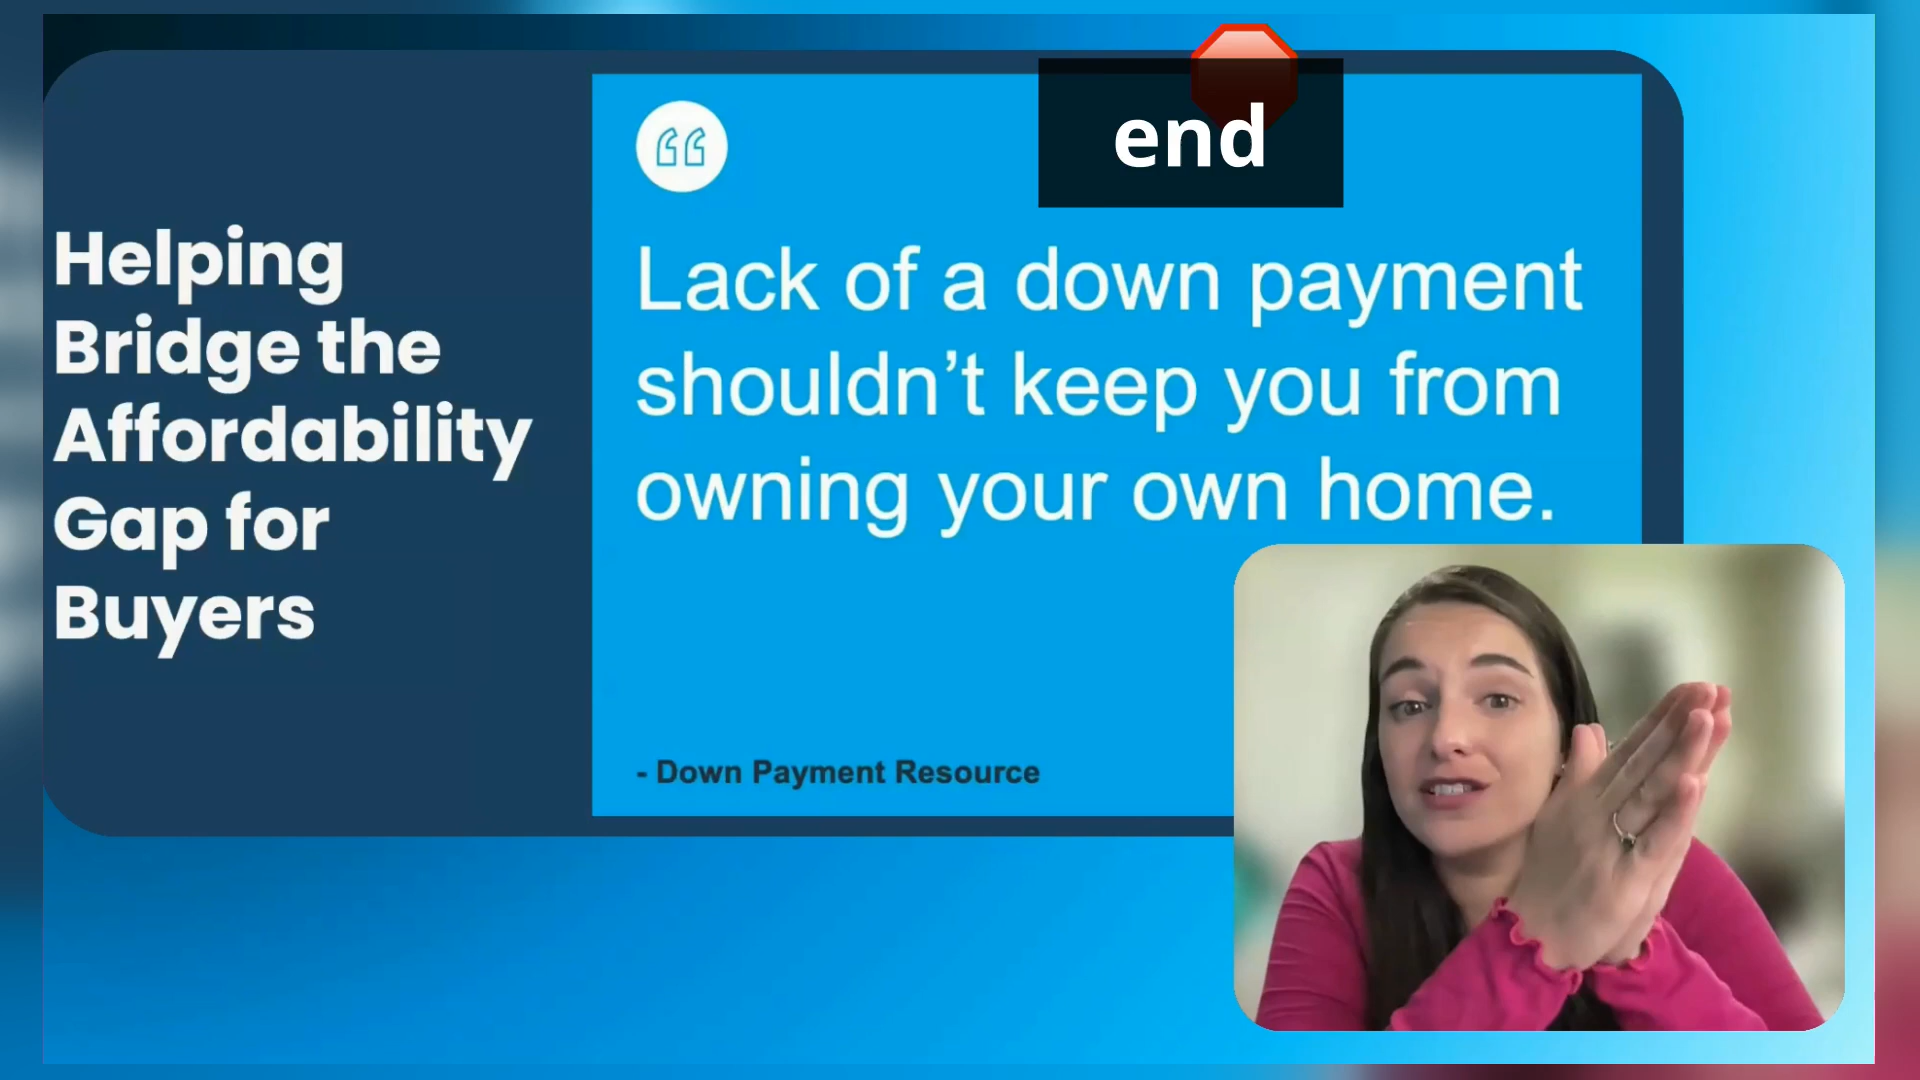 end
Helping
Bridge the
Affordability
Gap for
Buyers
Lack of a down payment
shouldn’t keep you from
owning your own home.
- Down Payment Resource